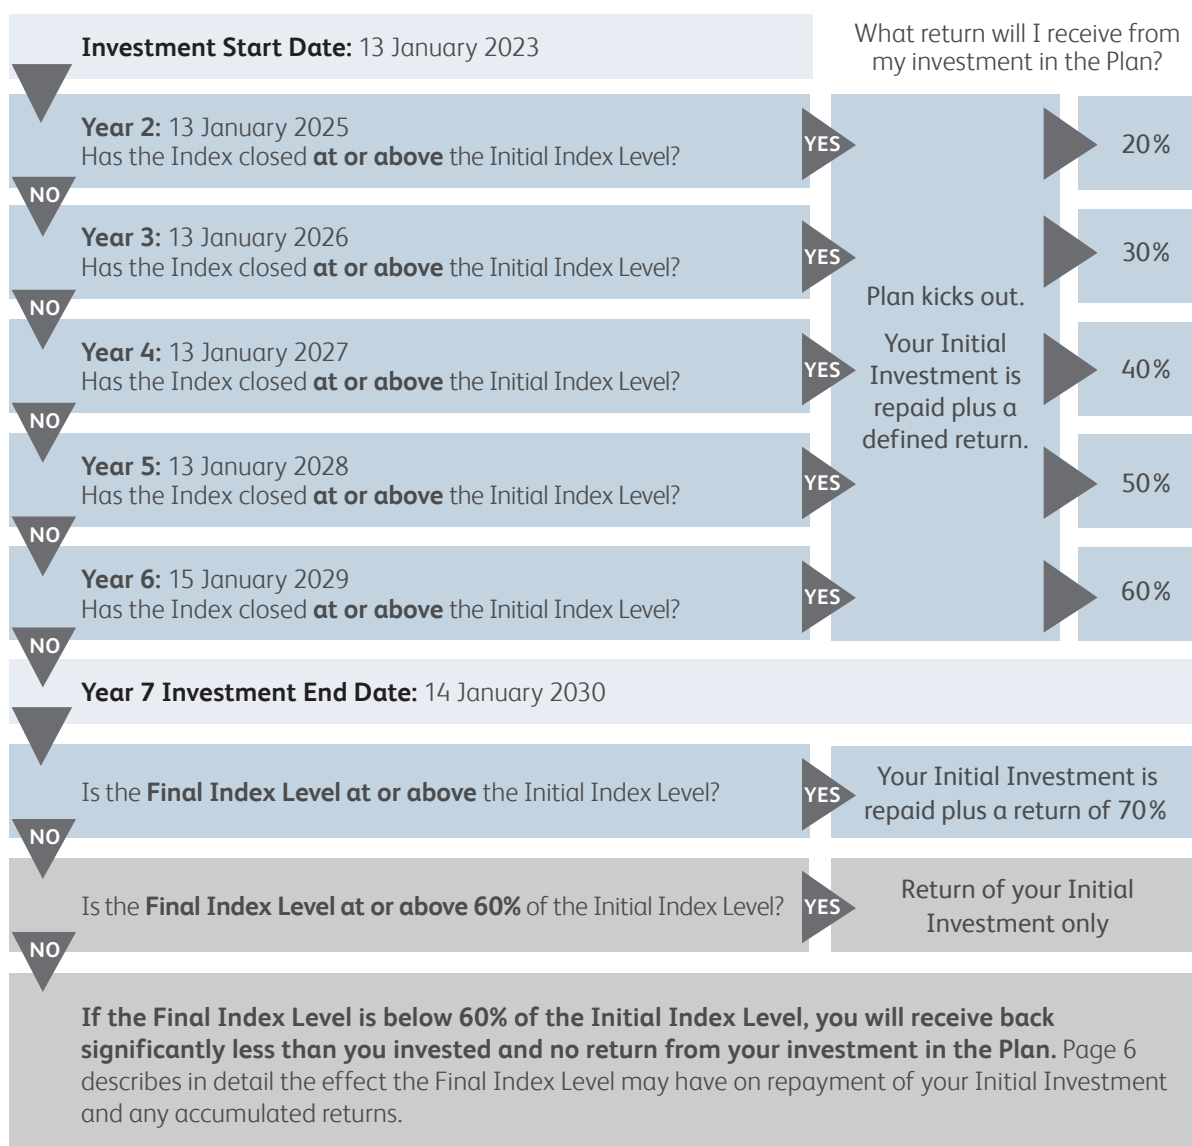 Investment Start Date: 13 January 2023
What return will I receive from
my investment in the Plan?
Year 2: 13 January 2025
Has the Index closed at or above the Initial Index Level?
YES
20%
NO
Year 3: 13 January 2026
Has the Index closed at or above the Initial Index Level?
YES
30%
NO
Year 4: 13 January 2027
Has the Index closed at or above the Initial Index Level?
YES
40%
NO
Year 5: 13 January 2028
Has the Index closed at or above the Initial Index Level?
YES
50%
NO
Year 6: 15 January 2029
Has the Index closed at or above the Initial Index Level?
YES
60%
Plan kicks out.
Your Initial
Investment is
repaid plus a
defined return.
NO
Year 7 Investment End Date: 14 January 2030
Is the Final Index Level at or above the Initial Index Level?
YES
Your Initial Investment is
repaid plus a return of 70%
NO
Is the Final Index Level at or above 60% of the Initial Index Level?
YES
Return of your Initial
Investment only
NO
If the Final Index Level is below 60% of the Initial Index Level, you will receive back
significantly less than you invested and no return from your investment in the Plan. Page 6
describes in detail the effect the Final Index Level may have on repayment of your Initial Investment
and any accumulated returns.